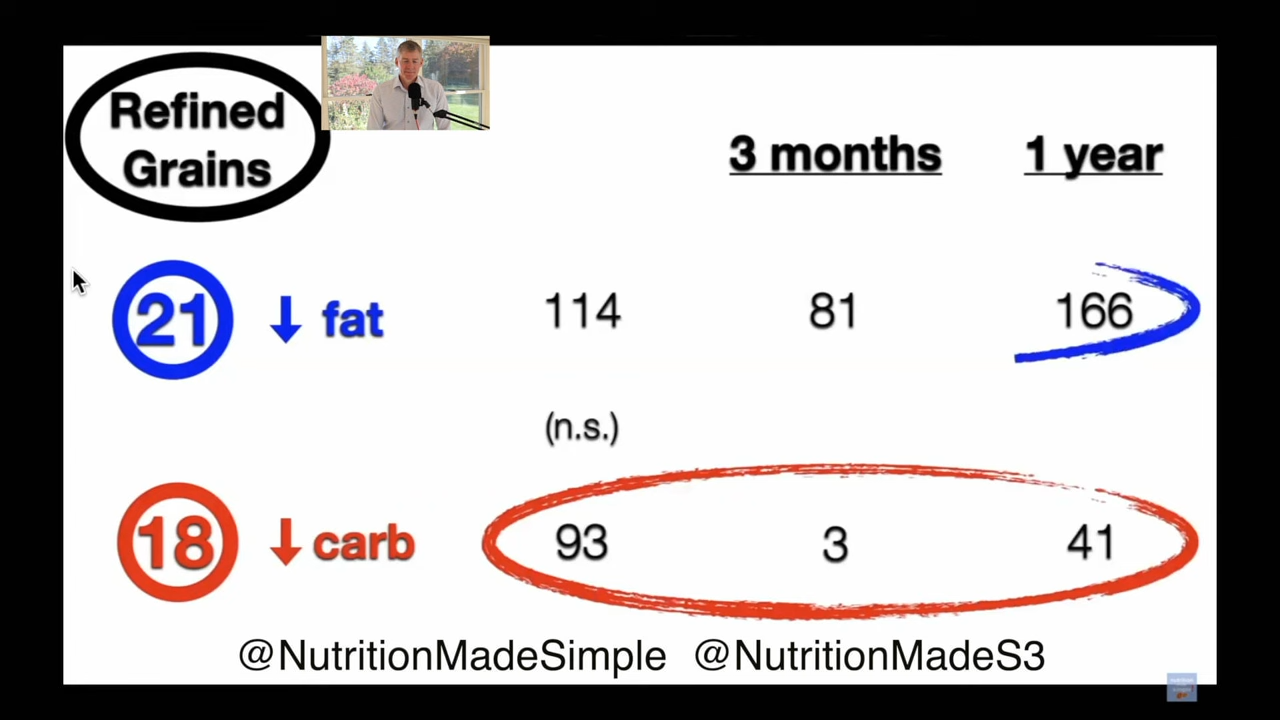 Refined
Grains
3 months 1 year
21 ↓ fat 114 81 166
(n.s.)
18 ↓ carb 93 3 41
@NutritionMadeSimple @NutritionMadeS3